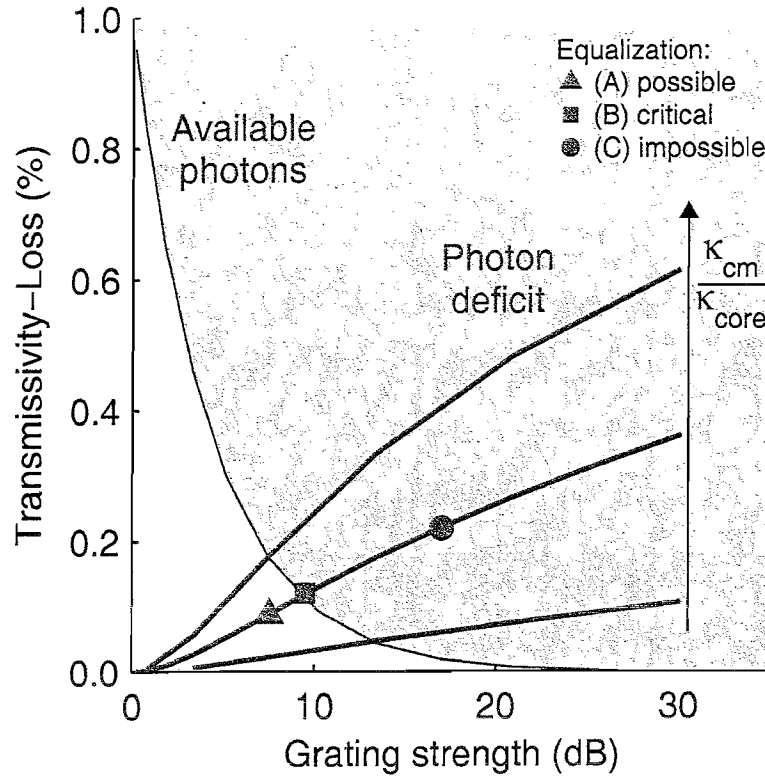 1.0
0.8
0.6
0.4
0.2
0.0
0
10
20
30
Transmissivity–Loss (%)
Grating strength (dB)
Available
photons
Photon
deficit
Equalization:
▲ (A) possible
■ (B) critical
● (C) impossible
κcm
κcore